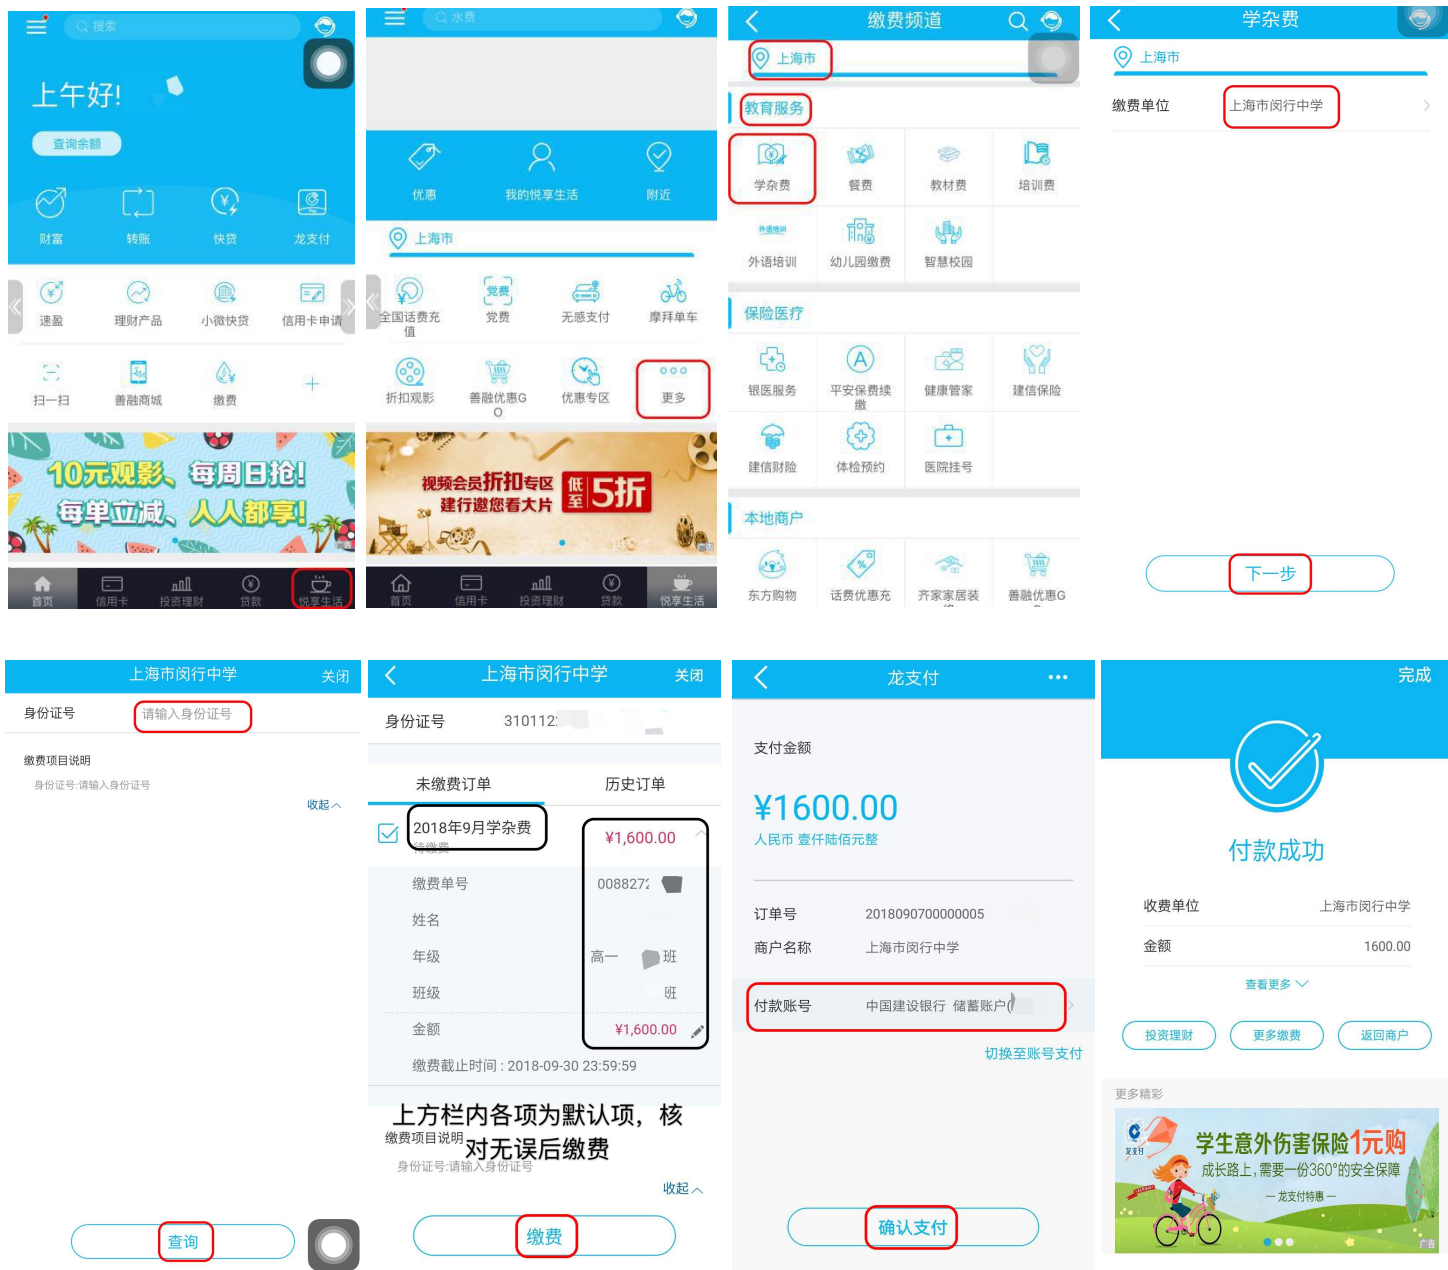 搜索
上午好!
查询余额
财富 转账 快贷 龙支付
速盈 理财产品 小微快贷 信用卡申请
扫一扫 善融商城 缴费
10元观影、每周日抢!
每单立减、人人都享!
首页 信用卡 投资理财 贷款 悦享生活
水费
优惠 我的悦享生活 附近
上海市
党费
全国话费充值 党费 无感支付 摩拜单车
折扣观影 善融优惠GO 优惠专区 更多
视频会员折扣专区
建行邀您看大片
低至5折
首页 信用卡 投资理财 贷款 悦享生活
缴费频道
上海市
教育服务
学杂费 餐费 教材费 培训费
外语培训
外语培训 幼儿园缴费 智慧校园
保险医疗
银医服务 平安保费续缴 健康管家 建信保险
建信财险 体检预约 医院挂号
本地商户
东方购物 话费优惠充 齐家家居装 善融优惠G
学杂费
上海市
缴费单位 上海市闵行中学
下一步
上海市闵行中学 关闭
身份证号 请输入身份证号
缴费项目说明
身份证号:请输入身份证号
收起
查询
上海市闵行中学 关闭
身份证号 3101122
未缴费订单 历史订单
2018年9月学杂费 ¥1,600.00
待缴费
缴费单号 008827
姓名
年级 高一 班
班级 班
金额 ¥1,600.00
缴费截止时间 : 2018-09-30 23:59:59
上方栏内各项为默认项，核
对无误后缴费
缴费项目说明
身份证号:请输入身份证号
收起
缴费
龙支付
支付金额
¥1600.00
人民币 壹仟陆佰元整
订单号 2018090700000005
商户名称 上海市闵行中学
付款账号 中国建设银行 储蓄账户(
切换至账号支付
确认支付
完成
付款成功
收费单位 上海市闵行中学
金额 1600.00
查看更多
投资理财 更多缴费 返回商户
更多精彩
龙支付
学生意外伤害保险1元购
成长路上,需要一份360°的安全保障
— 龙支付特惠 —
广告